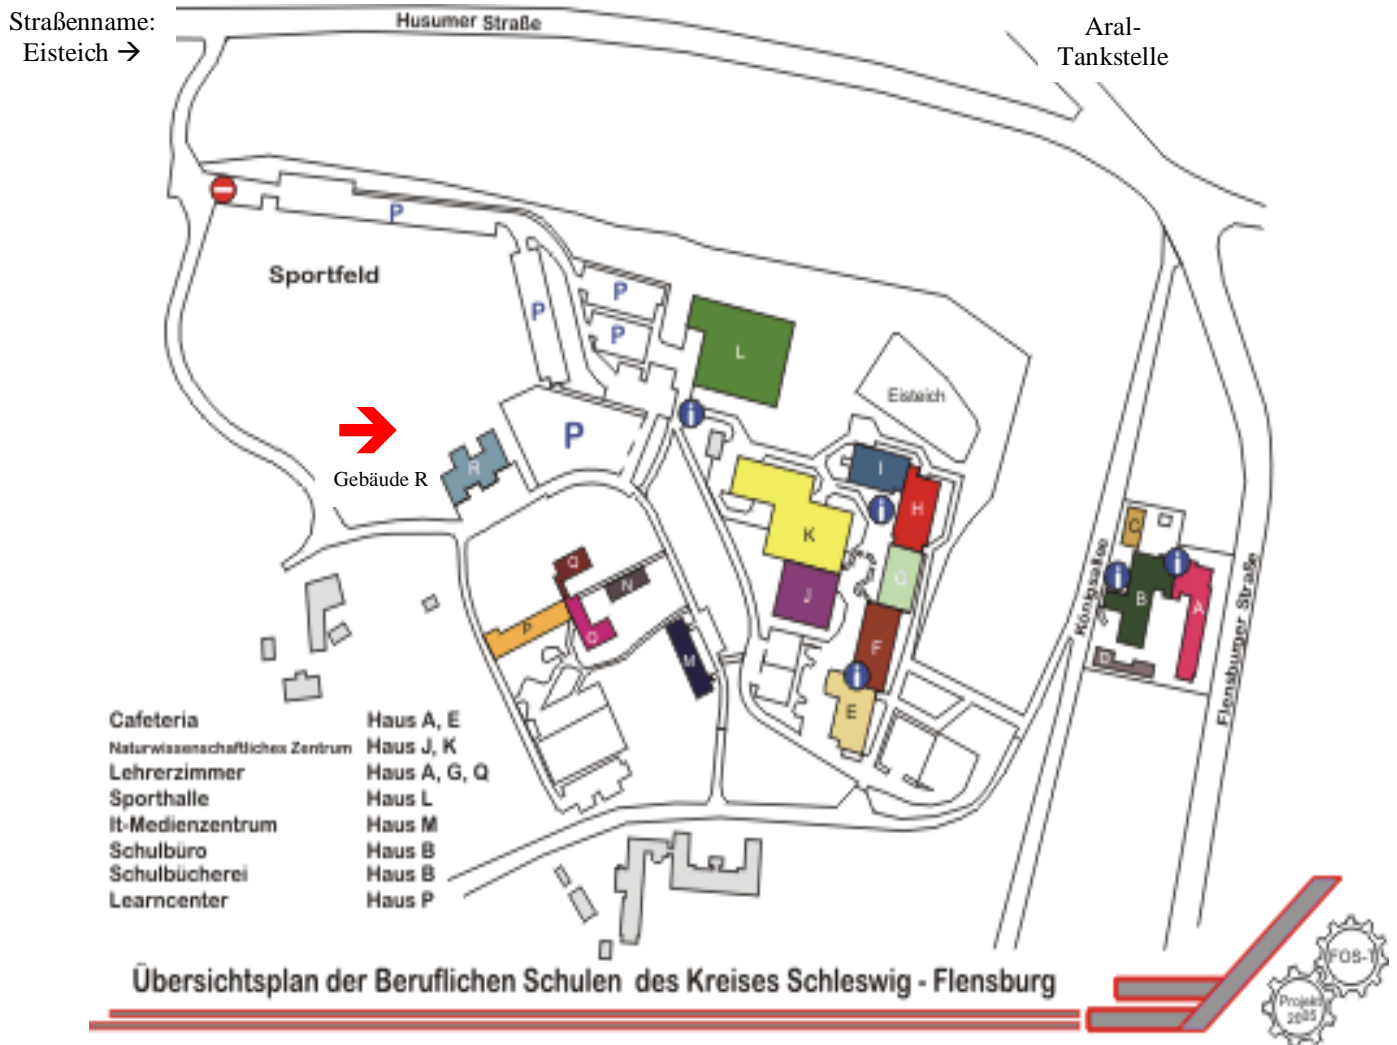 Straßenname:
Eisteich →
Husumer Straße
Aral-
Tankstelle
P
Sportfeld
P
P
P
L
Eisteich
P
i
Gebäude R
R
I
H
i
K
G
J
Q
N
P
O
M
F
i
E
C
i
i
B
A
D
Königsallee
Flensburger Straße
Cafeteria Haus A, E
Naturwissenschaftliches Zentrum Haus J, K
Lehrerzimmer Haus A, G, Q
Sporthalle Haus L
It-Medienzentrum Haus M
Schulbüro Haus B
Schulbücherei Haus B
Learncenter Haus P
Übersichtsplan der Beruflichen Schulen des Kreises Schleswig - Flensburg
FOS-T
Projekt
2005